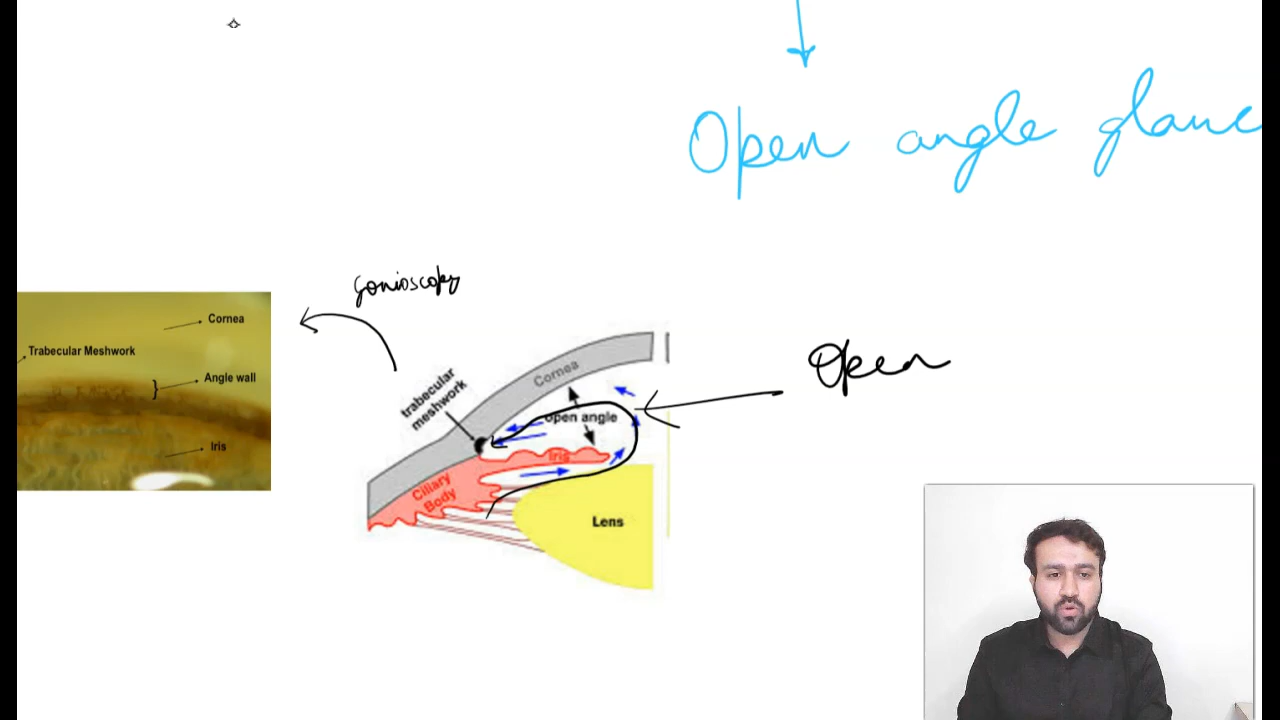 Open angle glauc
gonioscopy
Cornea
Trabecular Meshwork
Angle wall
Iris
trabecular
meshwork
Cornea
open angle
Iris
Ciliary
Body
Lens
Open